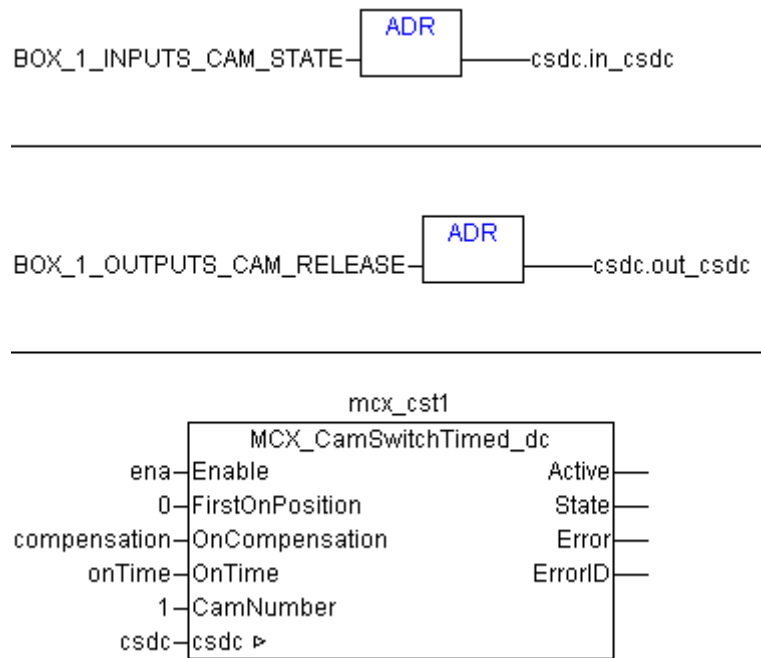 ADR
BOX_1_INPUTS_CAM_STATE csdc.in_csdc
ADR
BOX_1_OUTPUTS_CAM_RELEASE csdc.out_csdc
mcx_cst1
MCX_CamSwitchTimed_dc
ena Enable Active
0 FirstOnPosition State
compensation OnCompensation Error
onTime OnTime ErrorID
1 CamNumber
csdc csdc ▷